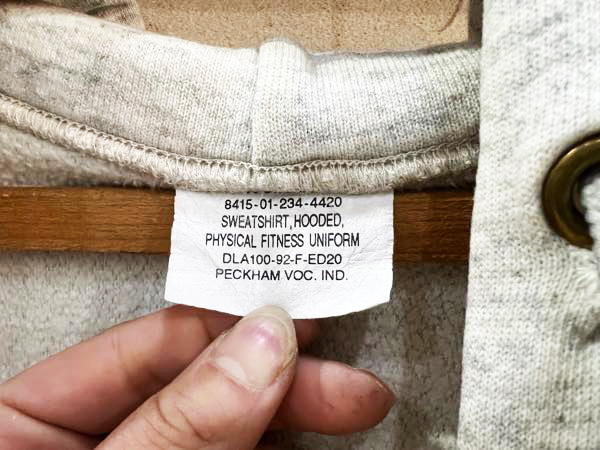 8415-01-234-4420
SWEATSHIRT,HOODED,
PHYSICAL FITNESS UNIFORM
DLA100-92-F-ED20
PECKHAM VOC. IND.